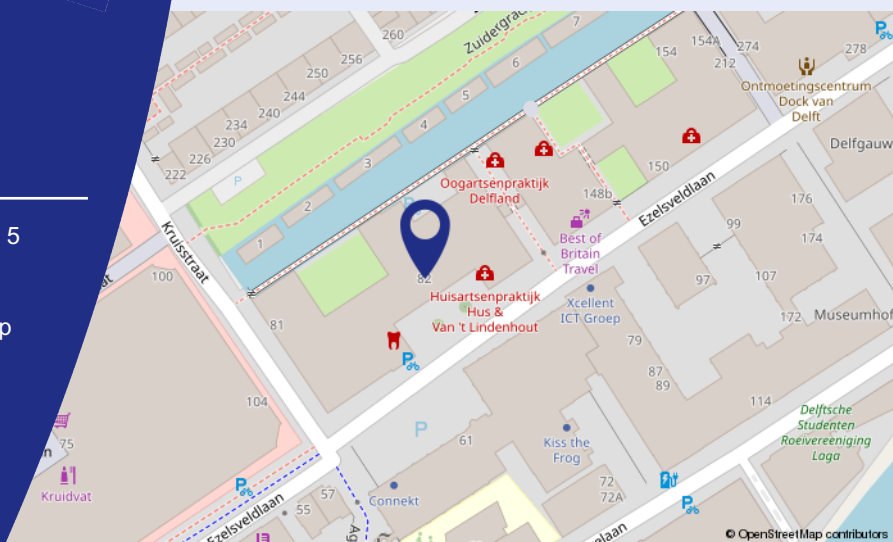 5
p
Zuidergrac
260
256
250
244
240
234
230
226
222
P
7
6
5
4
3
2
1
154
154A
212
274
278
Ontmoetingscentrum
Dock van
Delft
Delfgauw
Oogartsenpraktijk
Delfland
150
148b
Ezelsveldlaan
Best of
Britain
Travel
176
174
99
97
107
172
Museumhof
Kruisstraat
at
100
82
Huisartsenpraktijk
Hus &
Van 't Lindenhout
Xcellent
ICT Groep
81
79
87
89
114
Delftsche
Studenten
Roeivereeniging
Laga
104
P
61
Kiss the
Frog
75
n
Kruidvat
57
55
Connekt
72
72A
Ezelsveldlaan
Ag
elaan
© OpenStreetMap contributors